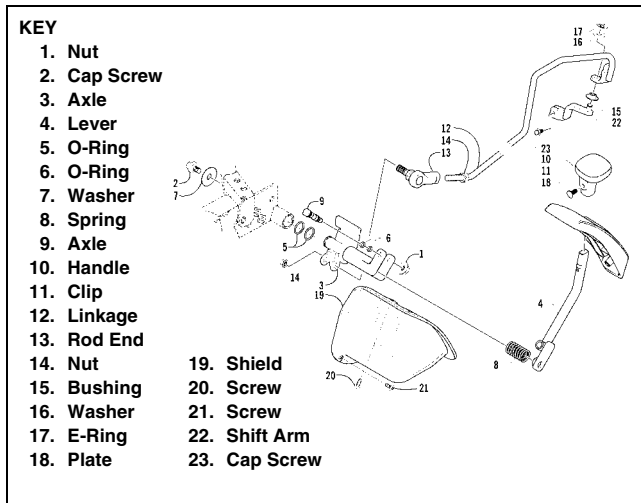 KEY
1. Nut
2. Cap Screw
3. Axle
4. Lever
5. O-Ring
6. O-Ring
7. Washer
8. Spring
9. Axle
10. Handle
11. Clip
12. Linkage
13. Rod End
14. Nut
15. Bushing
16. Washer
17. E-Ring
18. Plate
19. Shield
20. Screw
21. Screw
22. Shift Arm
23. Cap Screw
17
16
15
22
12
14
13
23
10
11
18
9
2
7
6
5
1
14
3
19
4
8
20
21